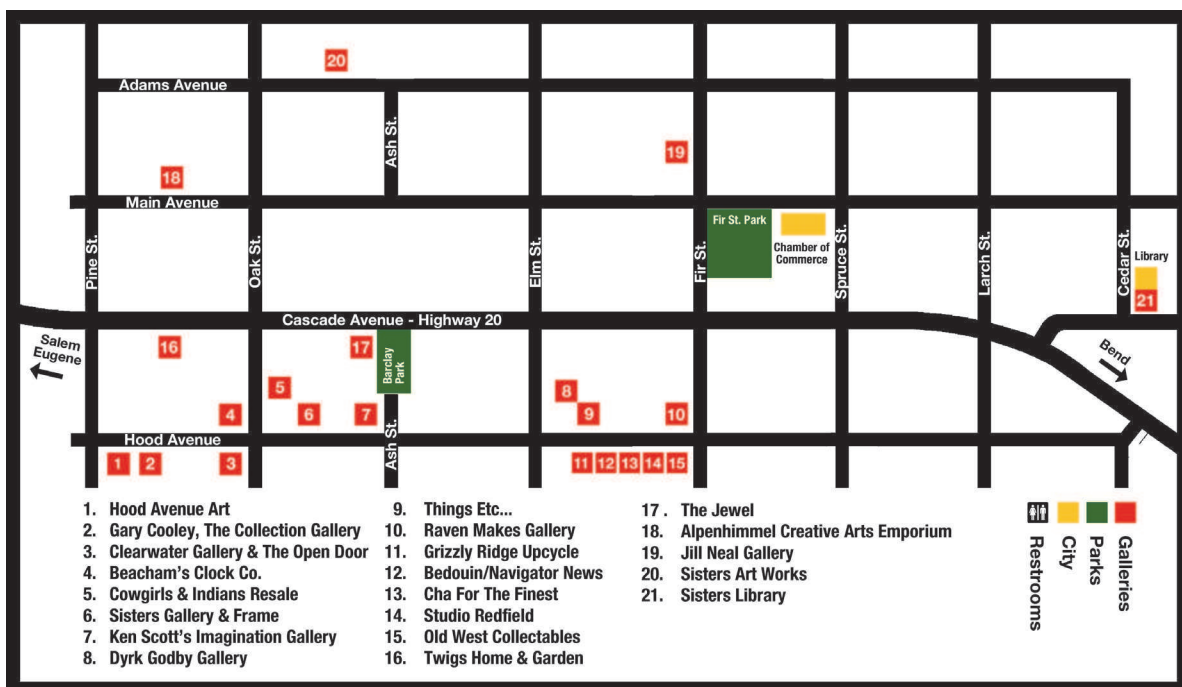 20
Adams Avenue
Ash St.
19
18
Main Avenue
Fir St. Park
Chamber of
Commerce
Pine St.
Oak St.
Elm St.
Fir St.
Spruce St.
Larch St.
Cedar St.
Library
21
Cascade Avenue - Highway 20
Salem
Eugene
16
17
Barclay
Park
Bend
5
8
4
6
7
9
10
Hood Avenue
Ash St.
1
2
3
11
12
13
14
15
1. Hood Avenue Art
2. Gary Cooley, The Collection Gallery
3. Clearwater Gallery & The Open Door
4. Beacham's Clock Co.
5. Cowgirls & Indians Resale
6. Sisters Gallery & Frame
7. Ken Scott's Imagination Gallery
8. Dyrk Godby Gallery
9. Things Etc...
10. Raven Makes Gallery
11. Grizzly Ridge Upcycle
12. Bedouin/Navigator News
13. Cha For The Finest
14. Studio Redfield
15. Old West Collectables
16. Twigs Home & Garden
17 . The Jewel
18. Alpenhimmel Creative Arts Emporium
19. Jill Neal Gallery
20. Sisters Art Works
21. Sisters Library
Restrooms
City
Parks
Galleries